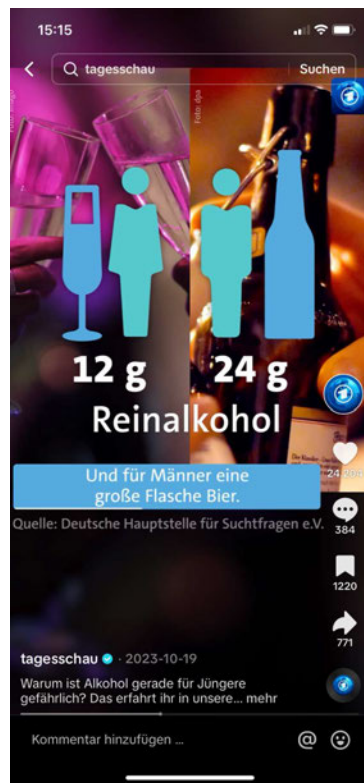 15:15
tagesschau
Suchen
Foto: dpa
12 g
24 g
Reinalkohol
Und für Männer eine
große Flasche Bier.
Quelle: Deutsche Hauptstelle für Suchtfragen e.V.
384
1220
771
tagesschau · 2023-10-19
Warum ist Alkohol gerade für Jüngere
gefährlich? Das erfahrt ihr in unsere... mehr
Kommentar hinzufügen ...
@